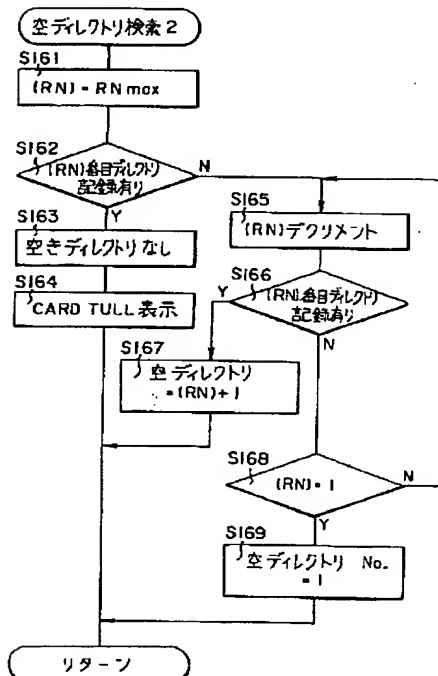 空ディレクトリ検索2
S161
(RN) = RN max
S162
(RN)番目ディレクトリ
記録有り
N
Y
S163
空きディレクトリなし
S164
CARD TULL 表示
S165
(RN)デクリメント
S166
(RN)番目ディレクトリ
記録有り
Y
N
S167
空ディレクトリ
=(RN)+1
S168
(RN)=1
N
Y
S169
空ディレクトリ No.
=1
リターン